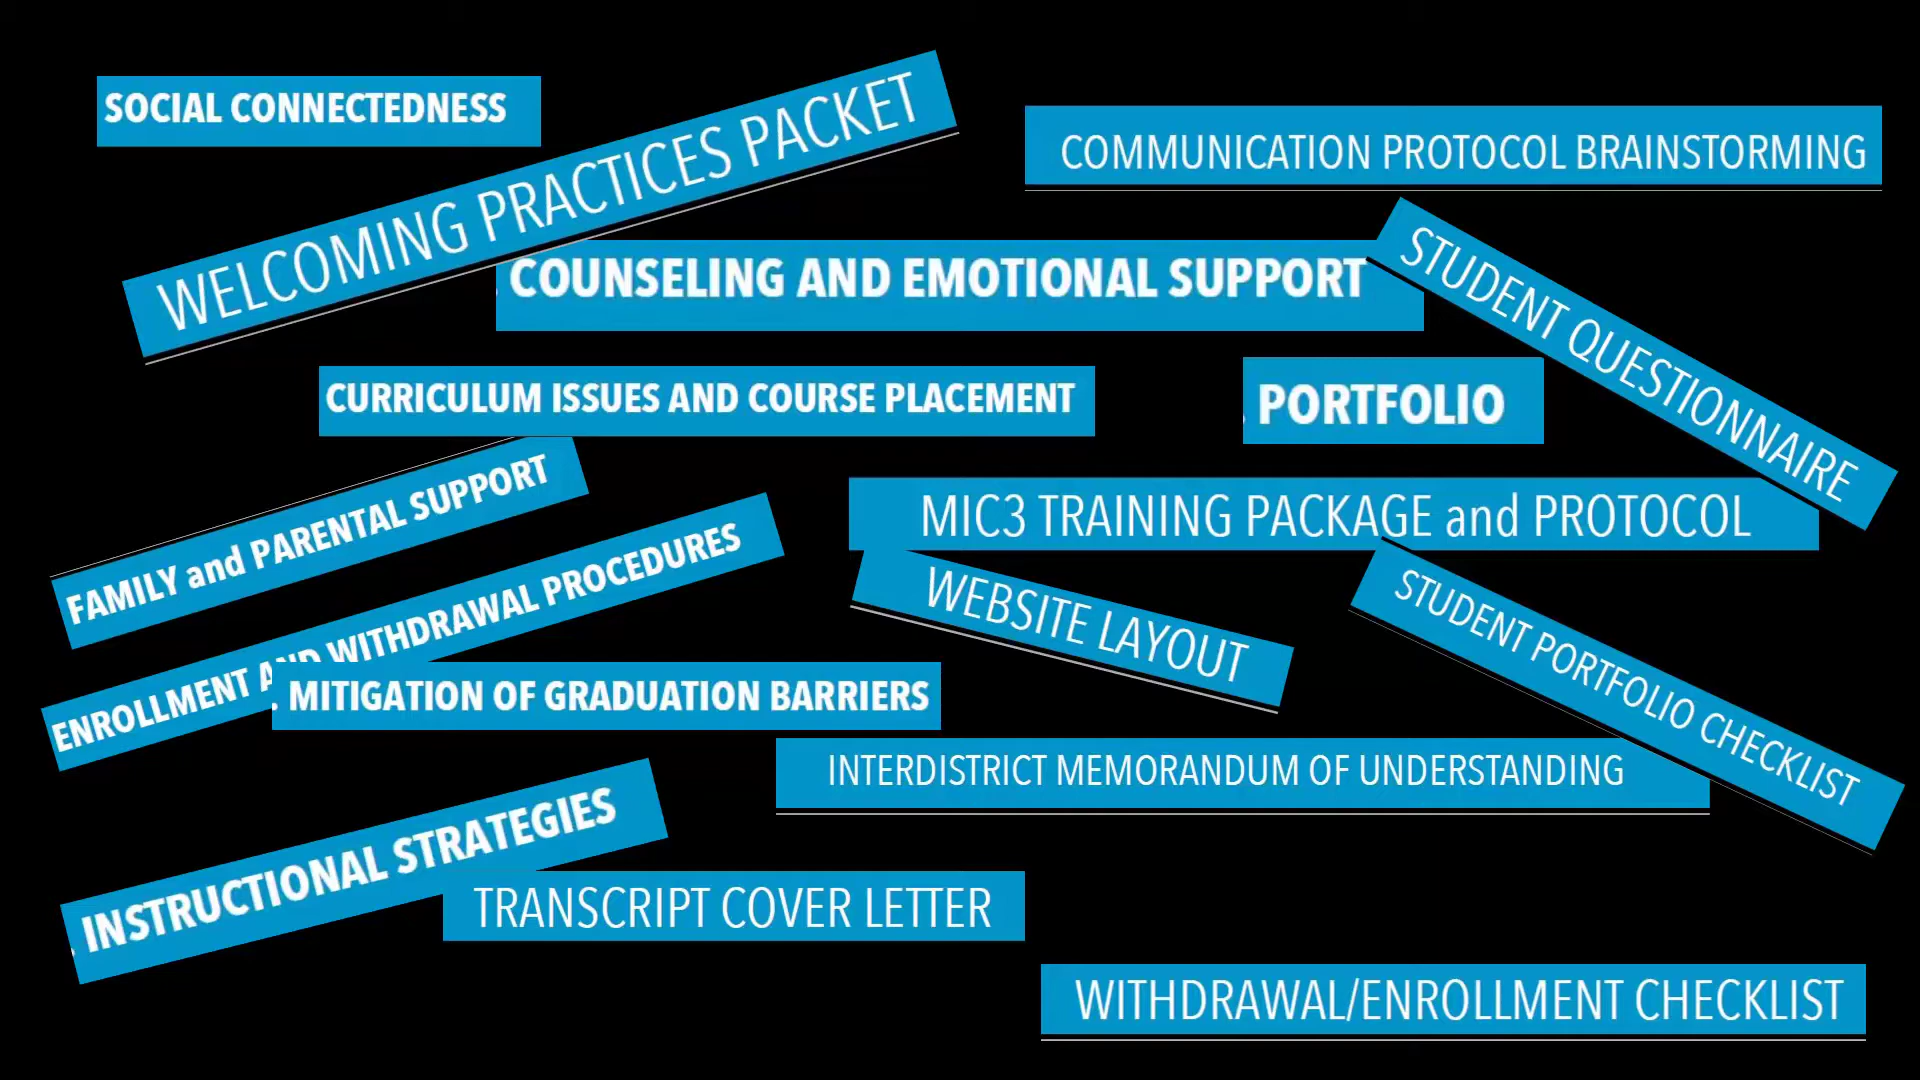 SOCIAL CONNECTEDNESS
WELCOMING PRACTICES PACKET
COMMUNICATION PROTOCOL BRAINSTORMING
. COUNSELING AND EMOTIONAL SUPPORT
STUDENT QUESTIONNAIRE
CURRICULUM ISSUES AND COURSE PLACEMENT
. PORTFOLIO
FAMILY and PARENTAL SUPPORT
MIC3 TRAINING PACKAGE and PROTOCOL
ENROLLMENT AND WITHDRAWAL PROCEDURES
WEBSITE LAYOUT
STUDENT PORTFOLIO CHECKLIST
. MITIGATION OF GRADUATION BARRIERS
INTERDISTRICT MEMORANDUM OF UNDERSTANDING
. INSTRUCTIONAL STRATEGIES
TRANSCRIPT COVER LETTER
WITHDRAWAL/ENROLLMENT CHECKLIST